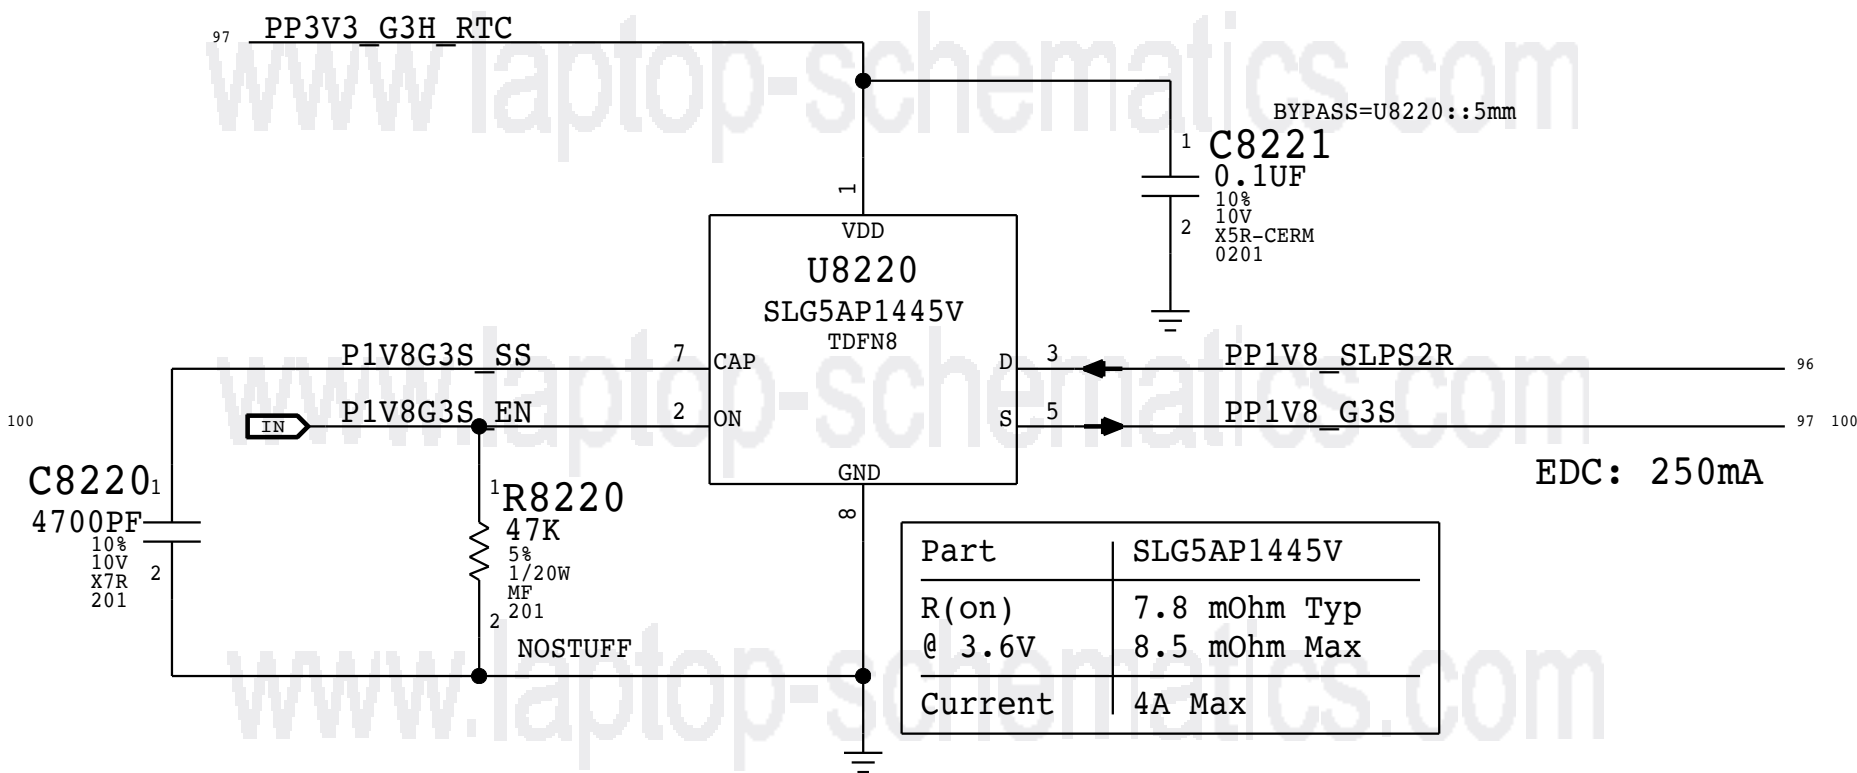 www.laptop-schematics.com
97 PP3V3_G3H_RTC
BYPASS=U8220::5mm
1 C8221
0.1UF
10%
10V
2 X5R-CERM
0201
1
VDD
U8220
SLG5AP1445V
TDFN8
www.laptop-schematics.com
P1V8G3S_SS 7 CAP
D 3 PP1V8_SLPS2R 96
100 IN P1V8G3S_EN 2 ON
S 5 PP1V8_G3S 97 100
GND
8
EDC: 250mA
C8220 1
4700PF
10%
10V
X7R 2
201
1 R8220
47K
5%
1/20W
MF
2 201
NOSTUFF
Part SLG5AP1445V
R(on) 7.8 mOhm Typ
@ 3.6V 8.5 mOhm Max
Current 4A Max
www.laptop-schematics.com